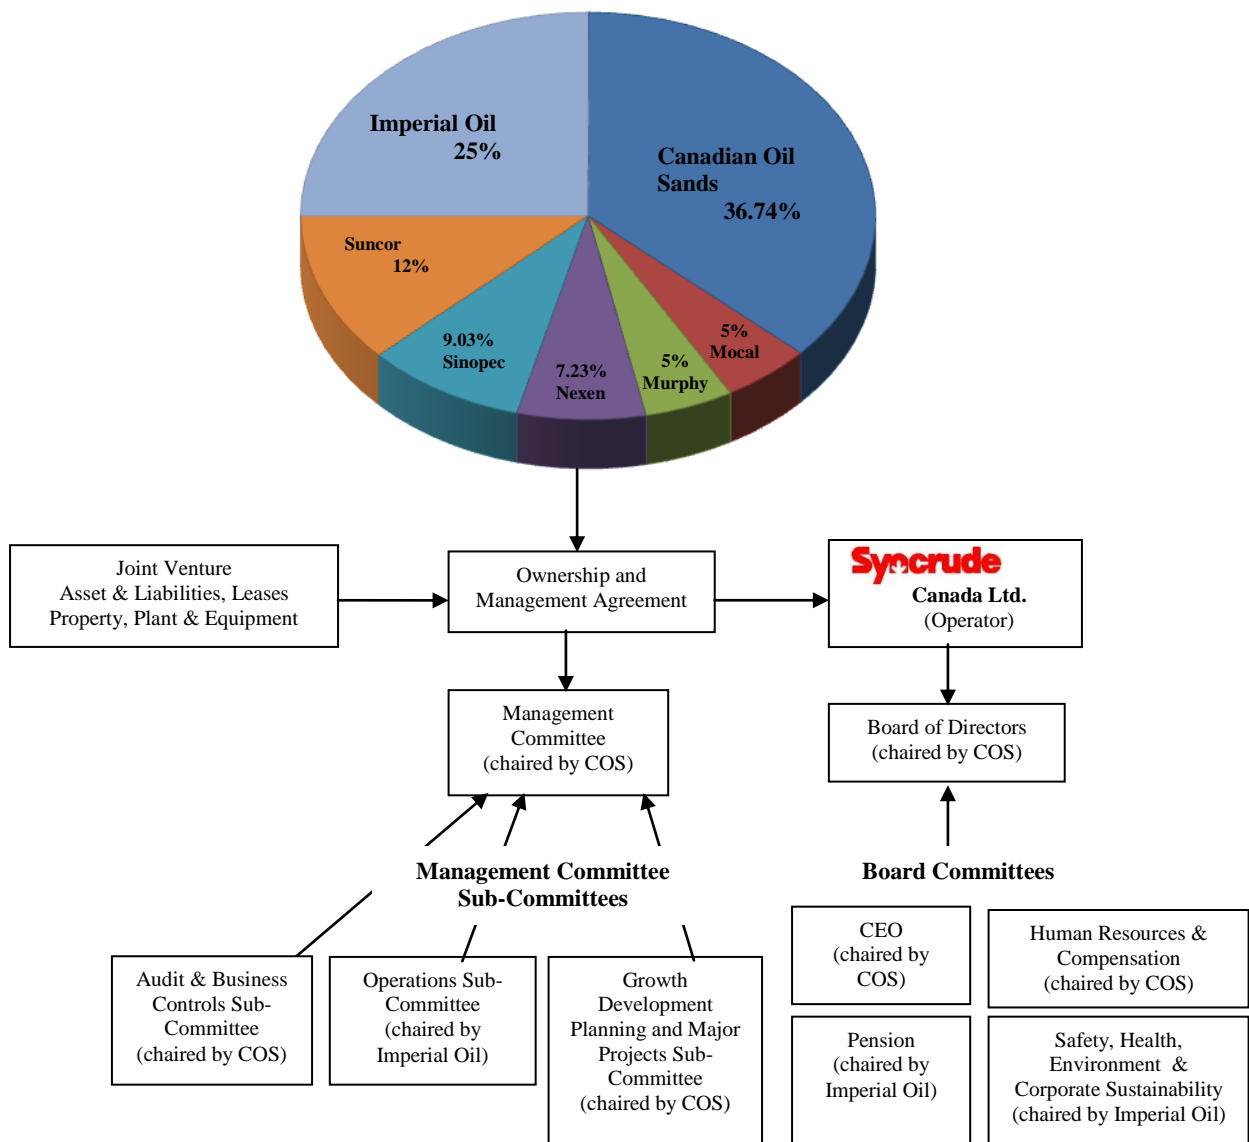 Imperial Oil
25%
Canadian Oil
Sands
36.74%
Suncor
12%
9.03%
Sinopec
7.23%
Nexen
5%
Murphy
5%
Mocal
Joint Venture
Asset & Liabilities, Leases
Property, Plant & Equipment
Ownership and
Management Agreement
Syncrude
Canada Ltd.
(Operator)
Management
Committee
(chaired by COS)
Board of Directors
(chaired by COS)
Management Committee
Sub-Committees
Board Committees
Audit & Business
Controls Sub-
Committee
(chaired by COS)
Operations Sub-
Committee
(chaired by
Imperial Oil)
Growth
Development
Planning and Major
Projects Sub-
Committee
(chaired by COS)
CEO
(chaired by
COS)
Human Resources &
Compensation
(chaired by COS)
Pension
(chaired by
Imperial Oil)
Safety, Health,
Environment &
Corporate Sustainability
(chaired by Imperial Oil)